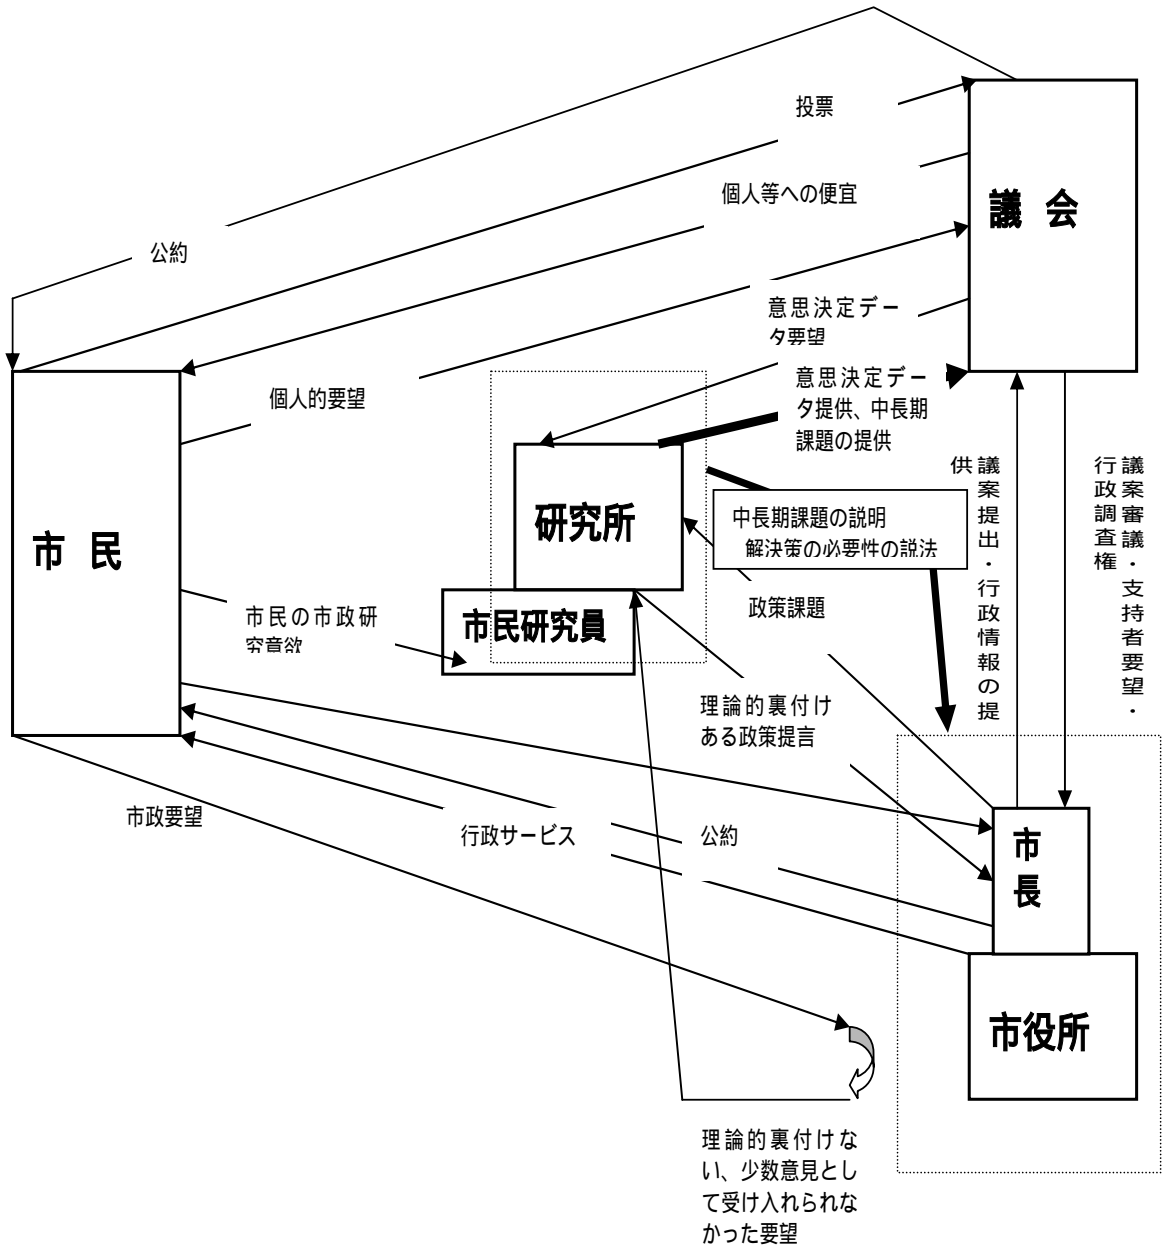 投票
個人等への便宜
議 会
公約
意思決定デー
タ要望
意思決定デー
タ提供、中長期
課題の提供
個人的要望
議案提出・行政情報の提
供
議案審議・支持者要望・
行政調査権
研究所
中長期課題の説明
解決策の必要性の説法
市 民
市民の市政研
究意欲
市民研究員
政策課題
理論的裏付け
ある政策提言
市政要望
行政サービス
公約
市
長
市役所
理論的裏付けな
い、少数意見とし
て受け入れられな
かった要望